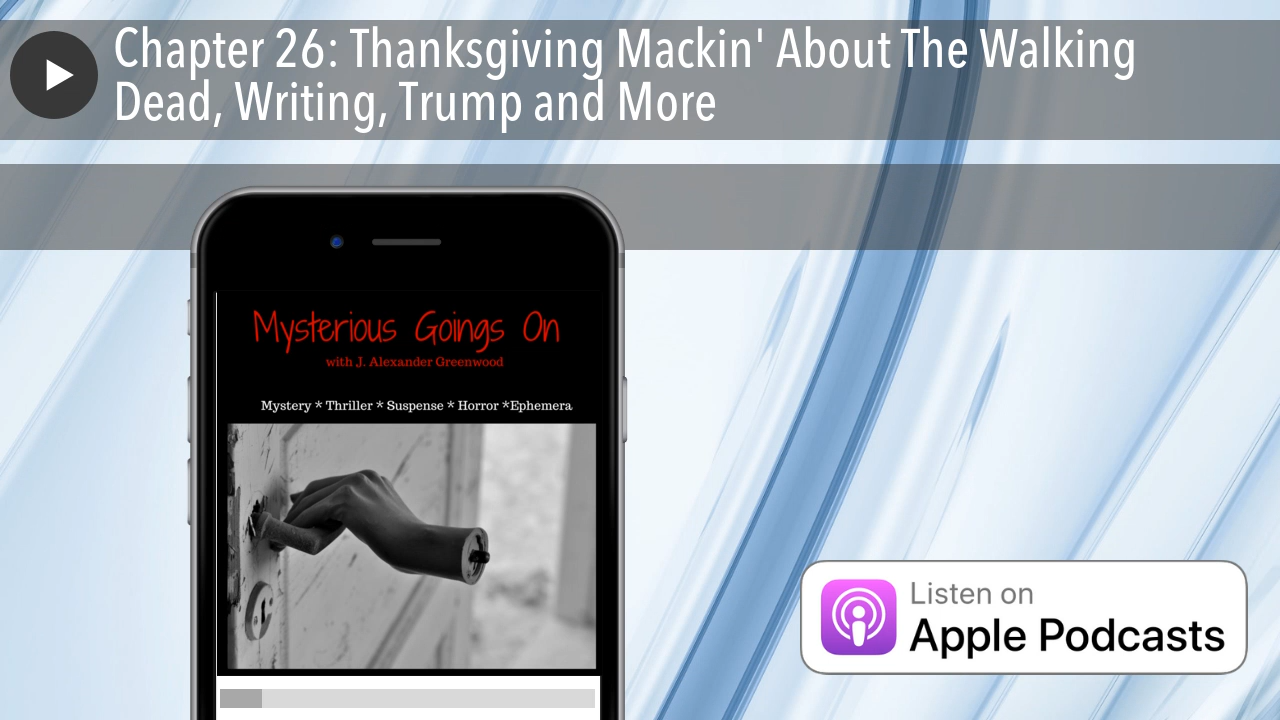 Chapter 26: Thanksgiving Mackin' About The Walking
Dead, Writing, Trump and More
Mysterious Goings On
with J. Alexander Greenwood
Mystery * Thriller * Suspense * Horror *Ephemera
Listen on
Apple Podcasts